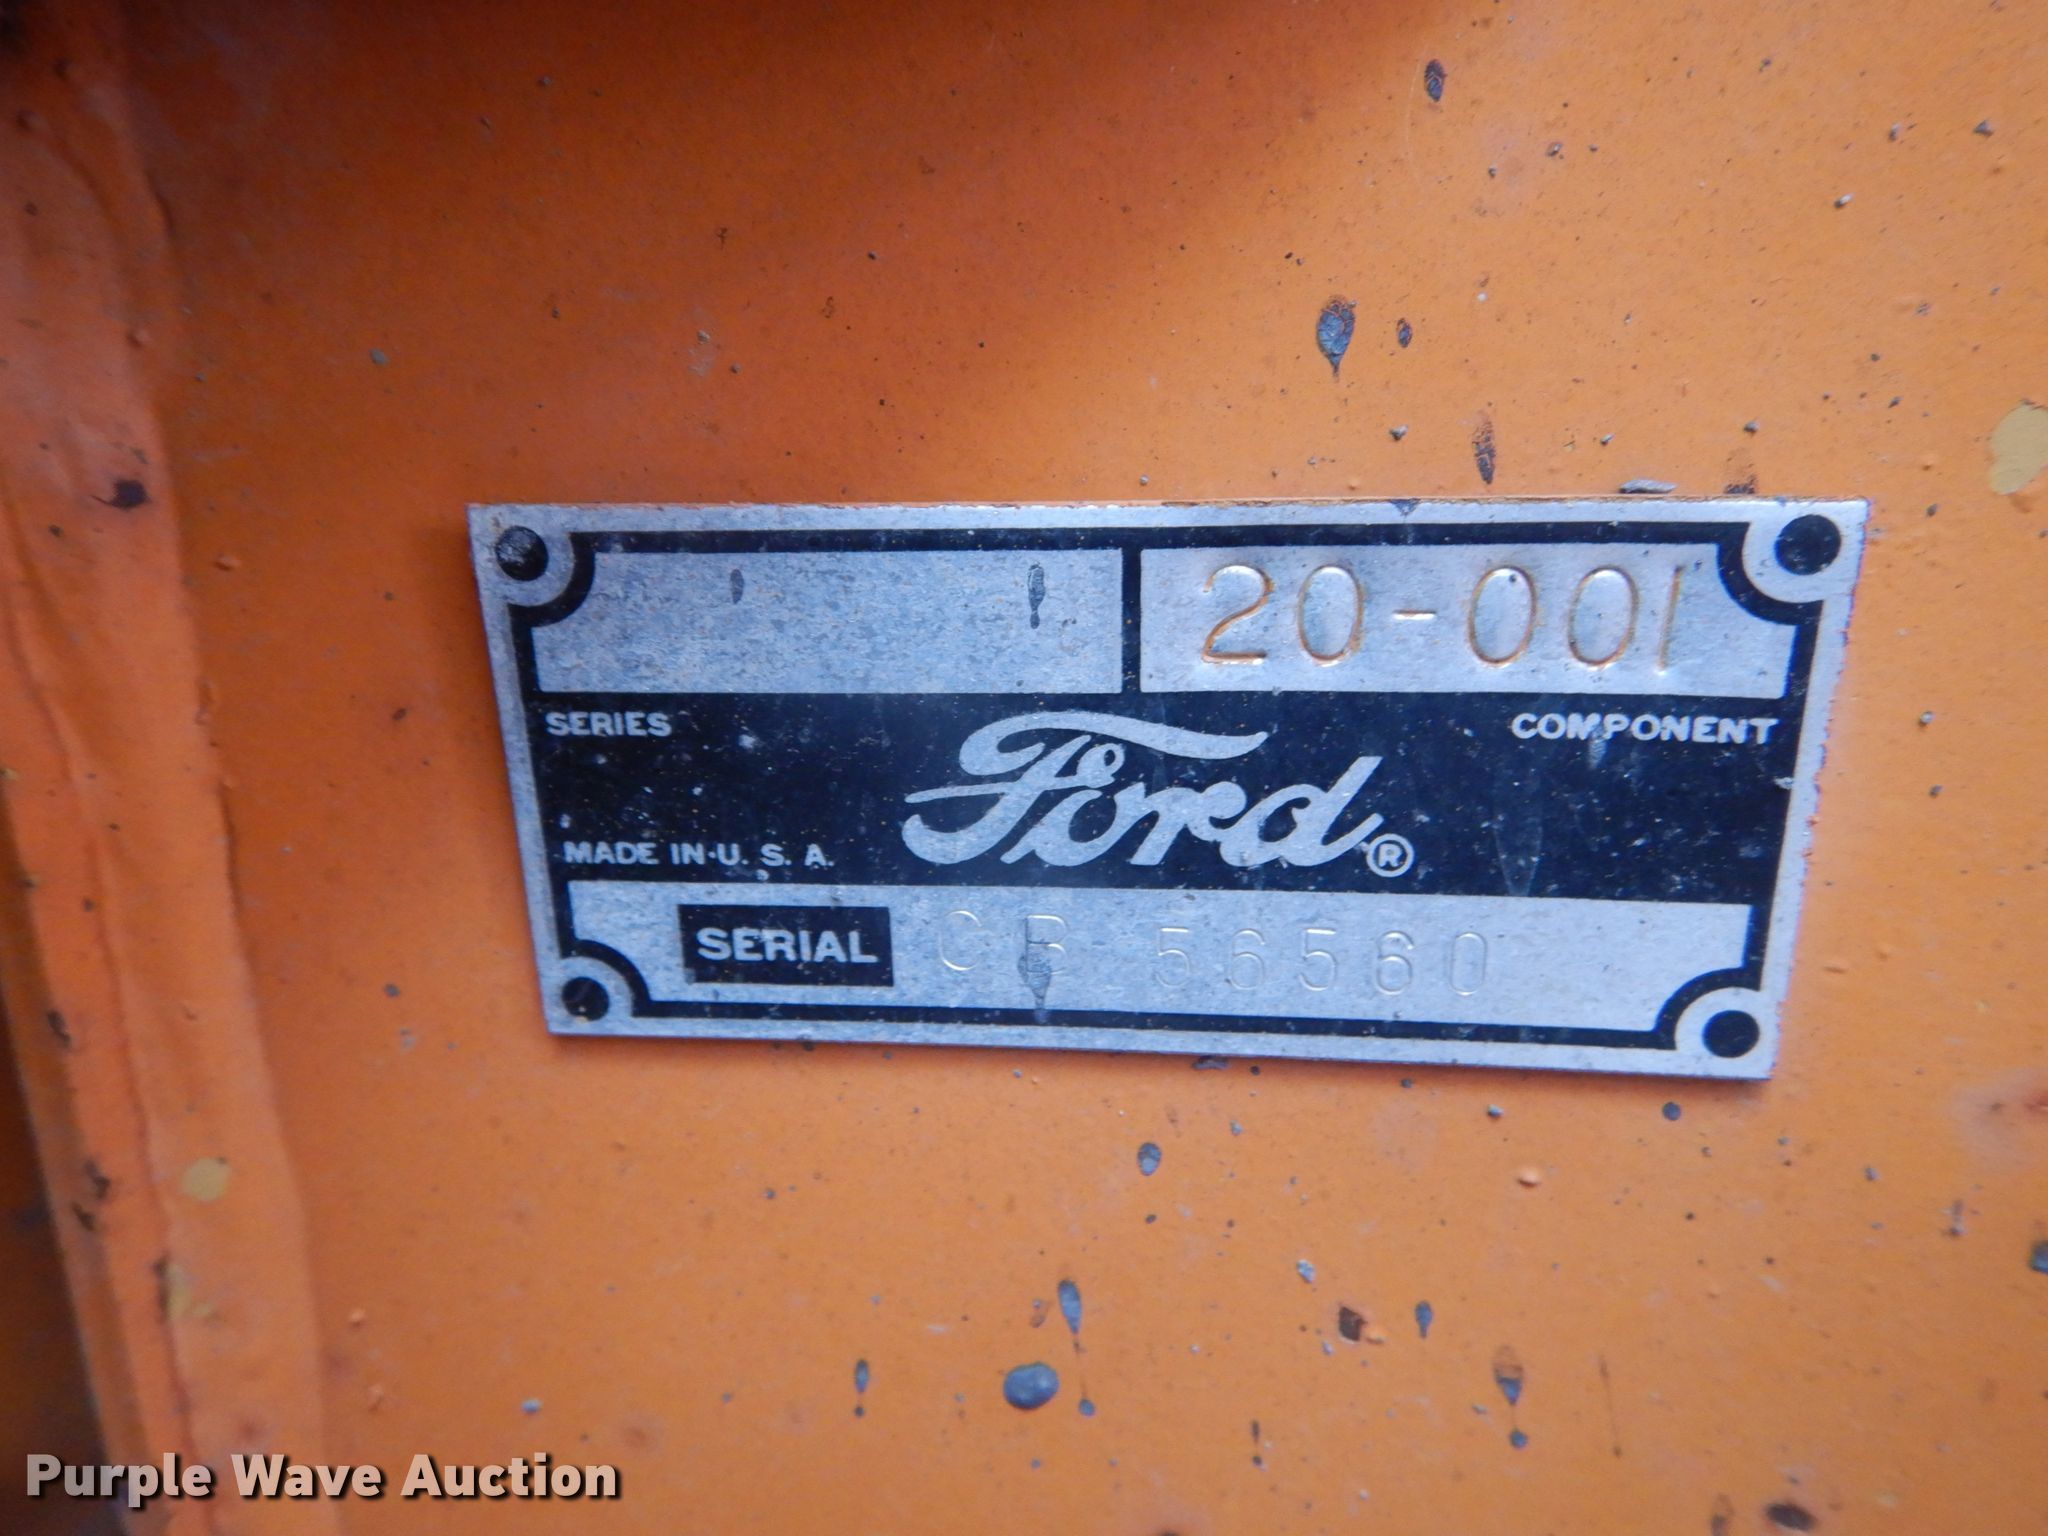 20-001
SERIES
COMPONENT
Ford®
MADE IN U. S. A.
SERIAL CB 56560
Purple Wave Auction